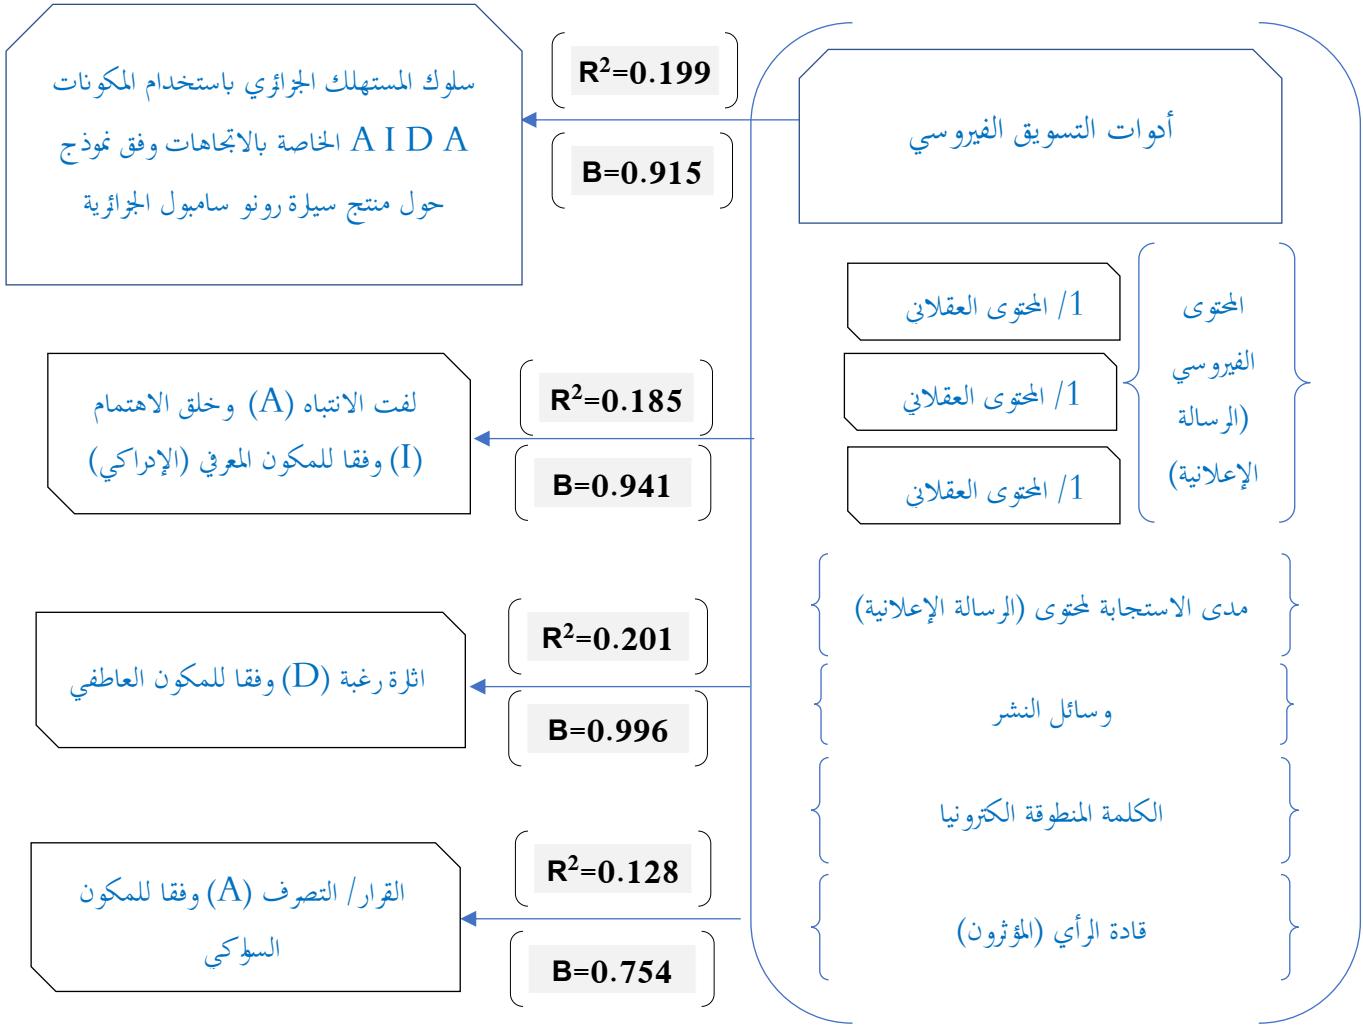 أدوات التسويق الفيروسي
R²=0.199
B=0.915
سلوك المستهلك الجزائري باستخدام المكونات
الخاصة بالاتجاهات وفق نموذج A I D A
حول منتج سيارة رونو سامبول الجزائرية
المحتوى
الفيروسي
(الرسالة
الإعلانية)
1/ المحتوى العقلاني
1/ المحتوى العقلاني
1/ المحتوى العقلاني
R²=0.185
B=0.941
لفت الانتباه (A) وخلق الاهتمام
(I) وفقا للمكون المعرفي (الإدراكي)
مدى الاستجابة لمحتوى (الرسالة الإعلانية)
وسائل النشر
R²=0.201
B=0.996
اثارة رغبة (D) وفقا للمكون العاطفي
الكلمة المنطوقة الكترونيا
قادة الرأي (المؤثرون)
R²=0.128
B=0.754
القرار/ التصرف (A) وفقا للمكون
السلوكي